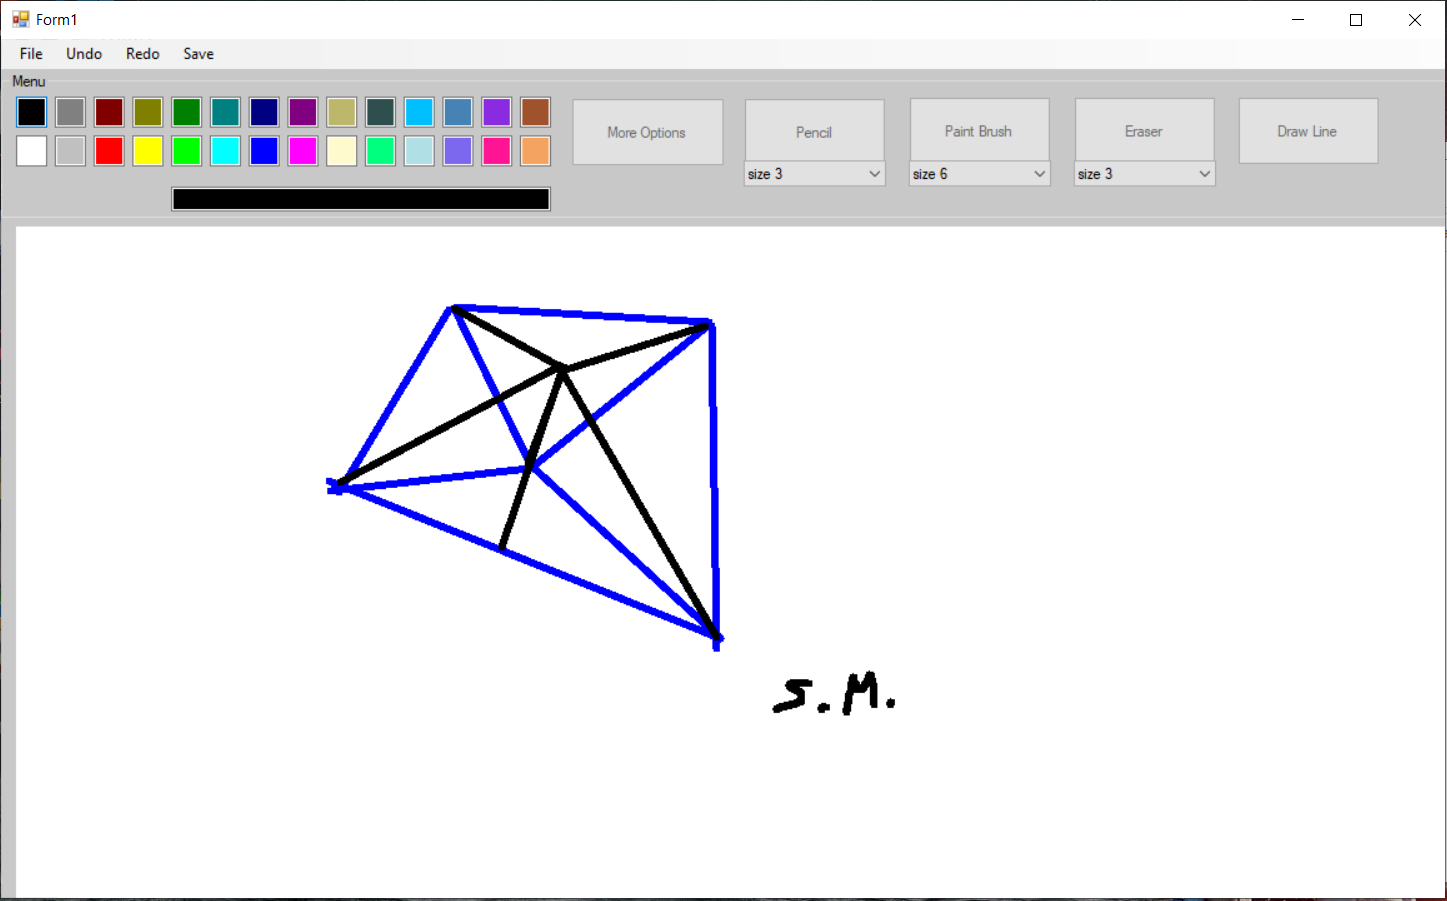 Form1
File Undo Redo Save
Menu
More Options Pencil Paint Brush Eraser Draw Line
size 3 size 6 size 3
S.M.